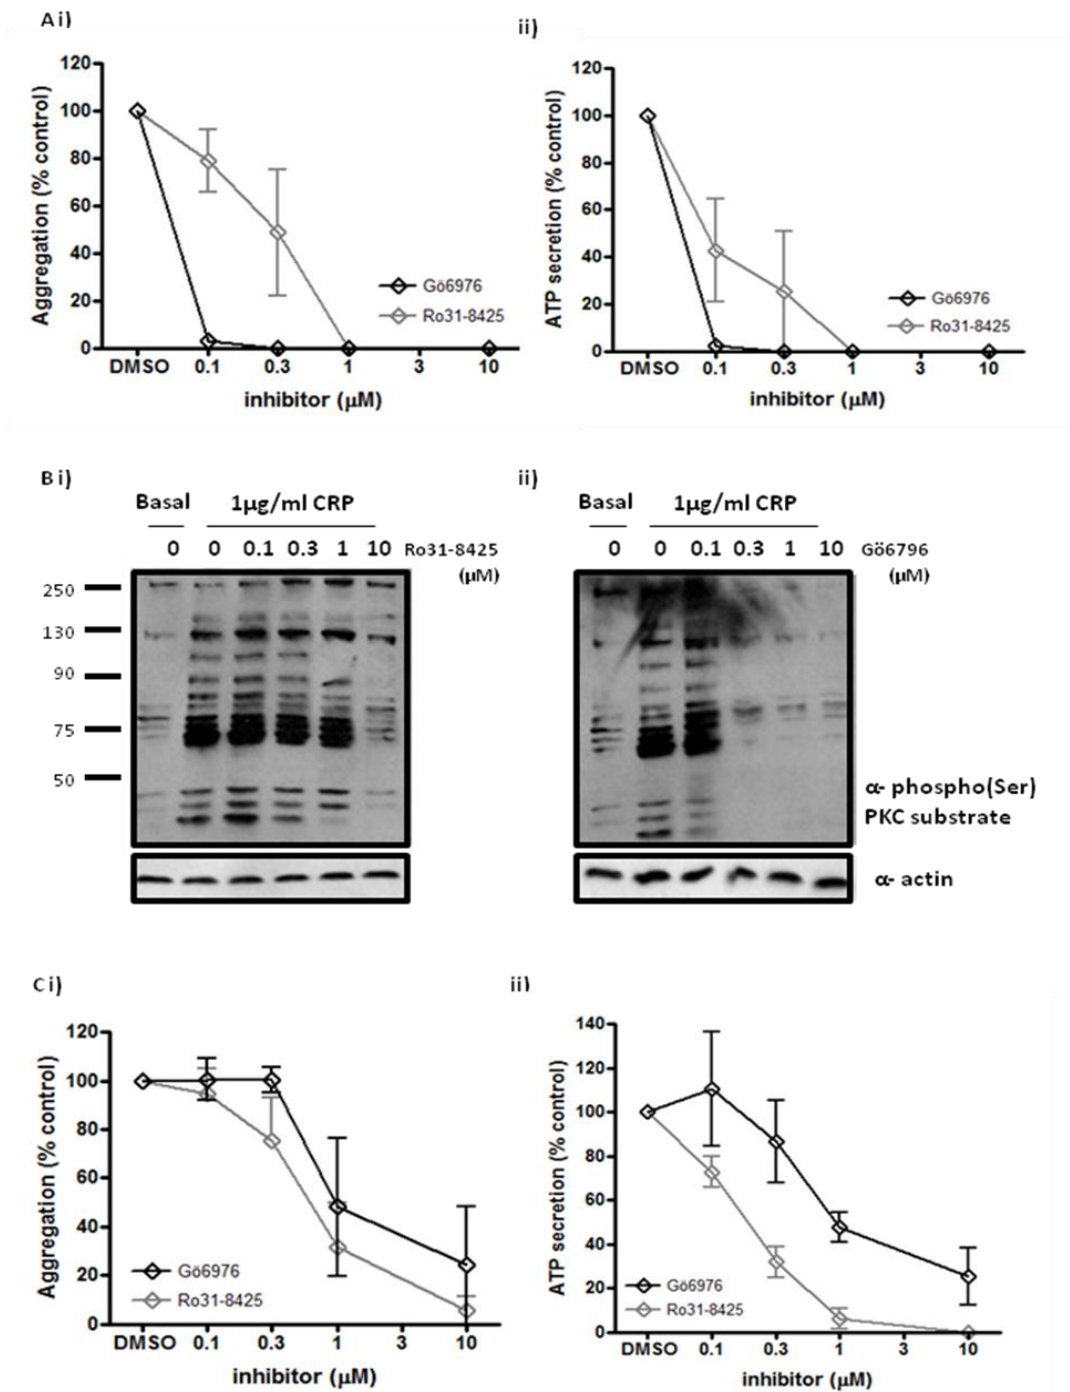 A i)
ii)
Aggregation (% control)
120
100
80
60
40
20
0
DMSO 0.1 0.3 1 3 10
inhibitor (µM)
Gö6976
Ro31-8425
ATP secretion (% control)
120
100
80
60
40
20
0
DMSO 0.1 0.3 1 3 10
inhibitor (µM)
Gö6976
Ro31-8425
B i)
Basal 1µg/ml CRP
0 0 0.1 0.3 1 10 Ro31-8425
(µM)
250
130
90
75
50
ii)
Basal 1µg/ml CRP
0 0 0.1 0.3 1 10 Gö6796
(µM)
α- phospho(Ser)
PKC substrate
α- actin
C i)
ii)
Aggregation (% control)
120
100
80
60
40
20
0
DMSO 0.1 0.3 1 3 10
inhibitor (µM)
Gö6976
Ro31-8425
ATP secretion (% control)
140
120
100
80
60
40
20
0
DMSO 0.1 0.3 1 3 10
inhibitor (µM)
Gö6976
Ro31-8425